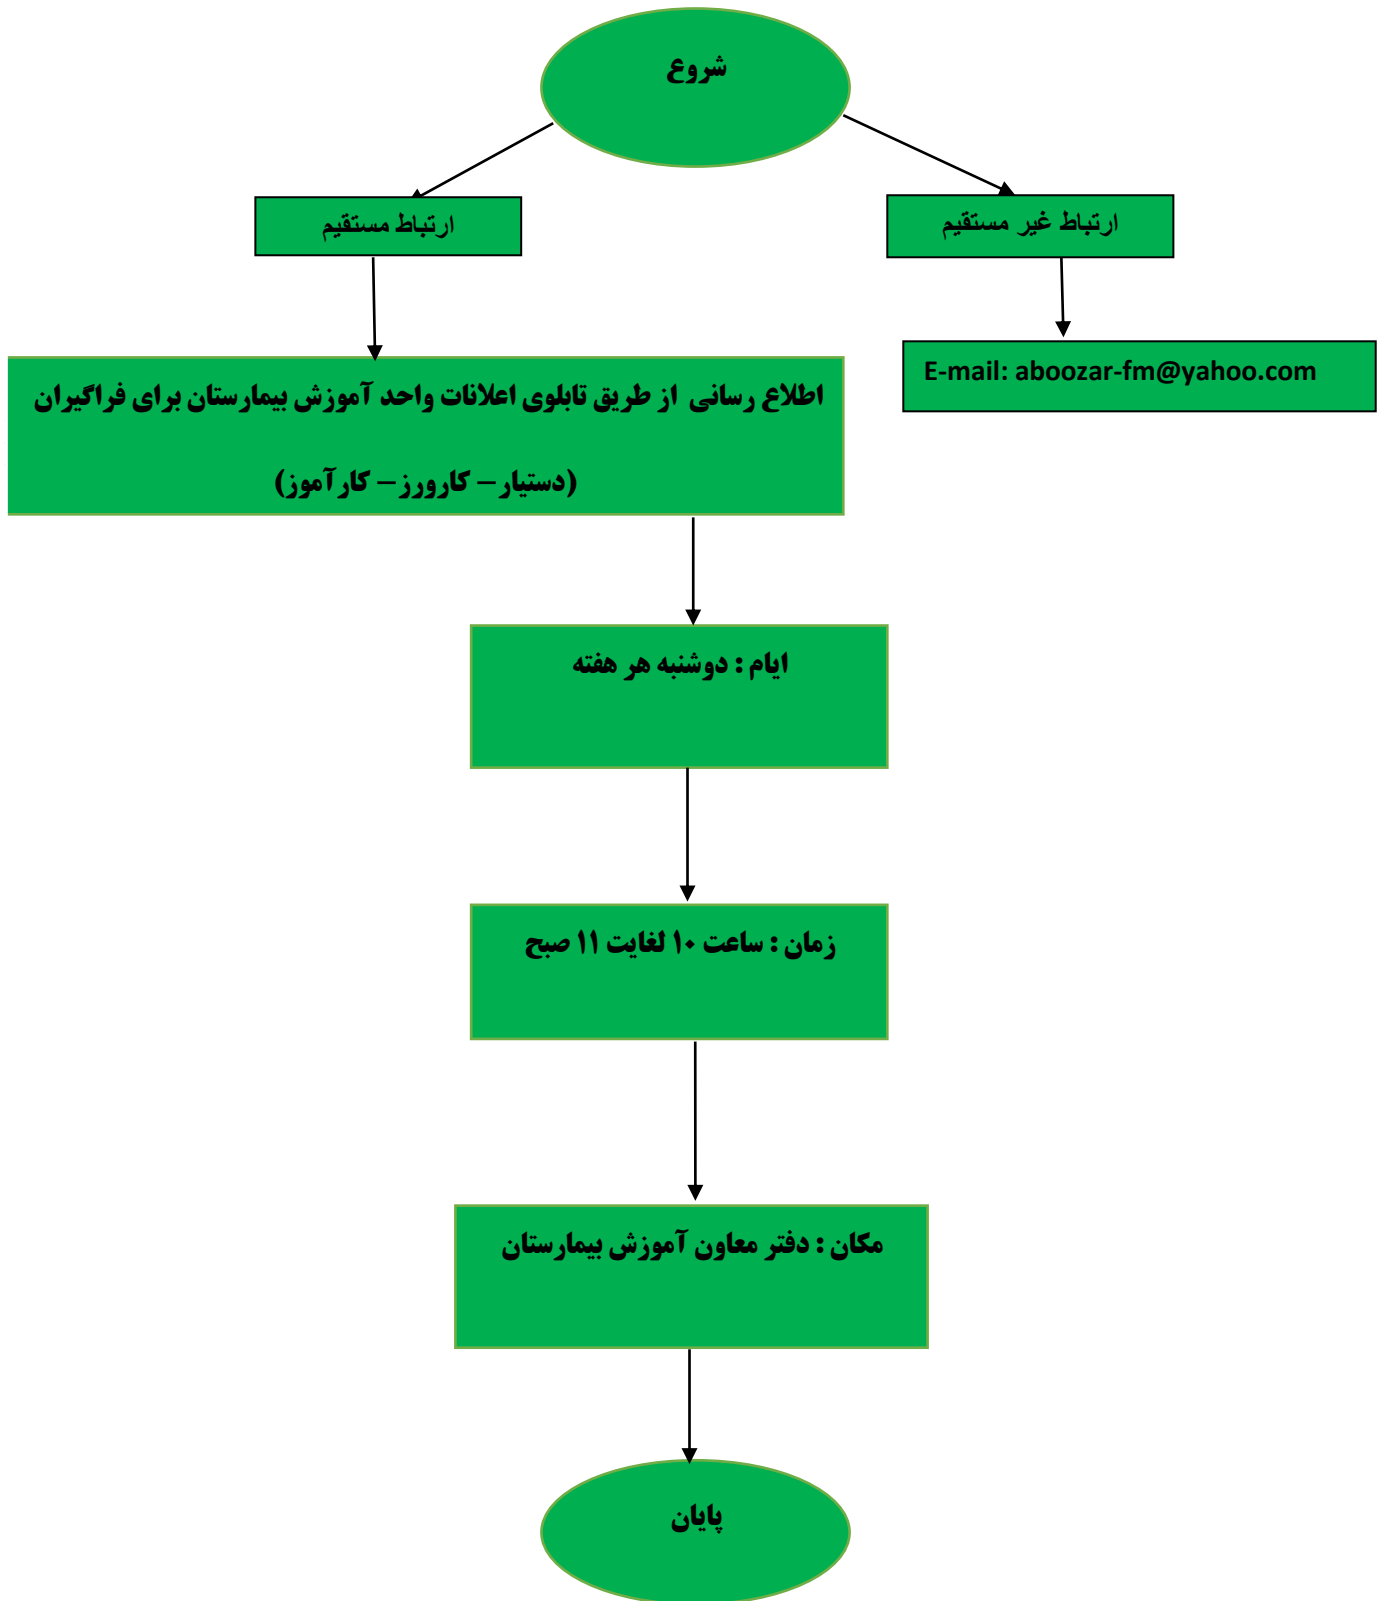 شروع
ارتباط مستقیم
ارتباط غیر مستقیم
E-mail: aboozar-fm@yahoo.com
اطلاع رسانی از طریق تابلوی اعلانات واحد آموزش بیمارستان برای فراگیران
(دستیار – کارورز – کارآموز)
ایام : دوشنبه هر هفته
زمان : ساعت ۱۰ لغایت ۱۱ صبح
مکان : دفتر معاون آموزش بیمارستان
پایان